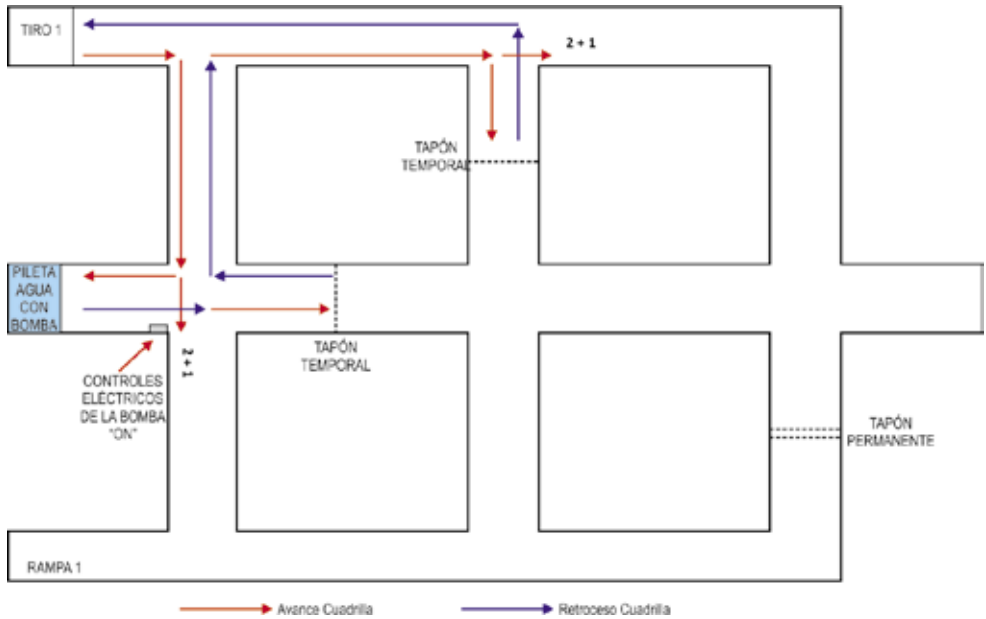 TIRO 1
2 + 1
TAPÓN
TEMPORAL
PILETA
AGUA
CON
BOMBA
2 + 1
TAPÓN
TEMPORAL
CONTROLES
ELÉCTRICOS
DE LA BOMBA
"ON"
TAPÓN
PERMANENTE
RAMPA 1
Avance Cuadrilla
Retroceso Cuadrilla